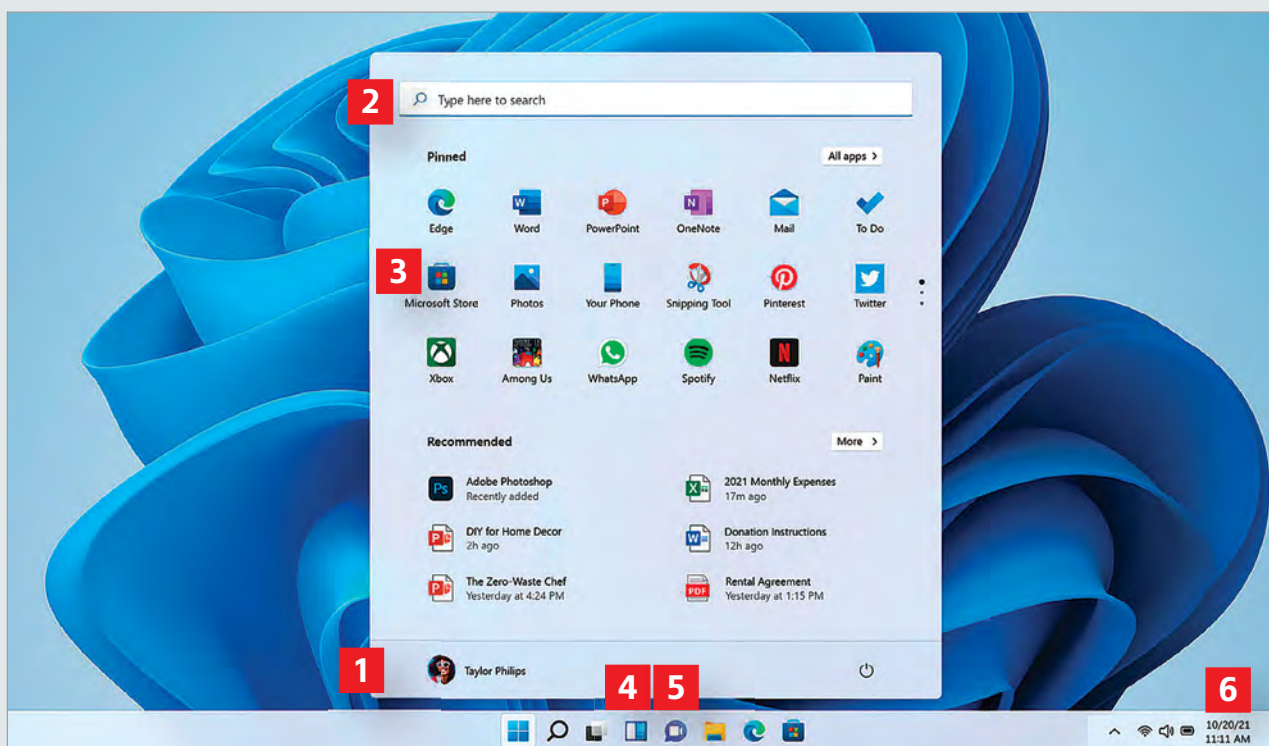 2
Type here to search
Pinned
All apps >
Edge
Word
PowerPoint
OneNote
Mail
To Do
3
Microsoft Store
Photos
Your Phone
Snipping Tool
Pinterest
Twitter
Xbox
Among Us
WhatsApp
Spotify
Netflix
Paint
Recommended
More >
Adobe Photoshop
Recently added
2021 Monthly Expenses
17m ago
DIY for Home Decor
2h ago
Donation Instructions
12h ago
The Zero-Waste Chef
Yesterday at 4:24 PM
Rental Agreement
Yesterday at 1:15 PM
1
Taylor Philips
4
5
6
10/20/21
11:11 AM